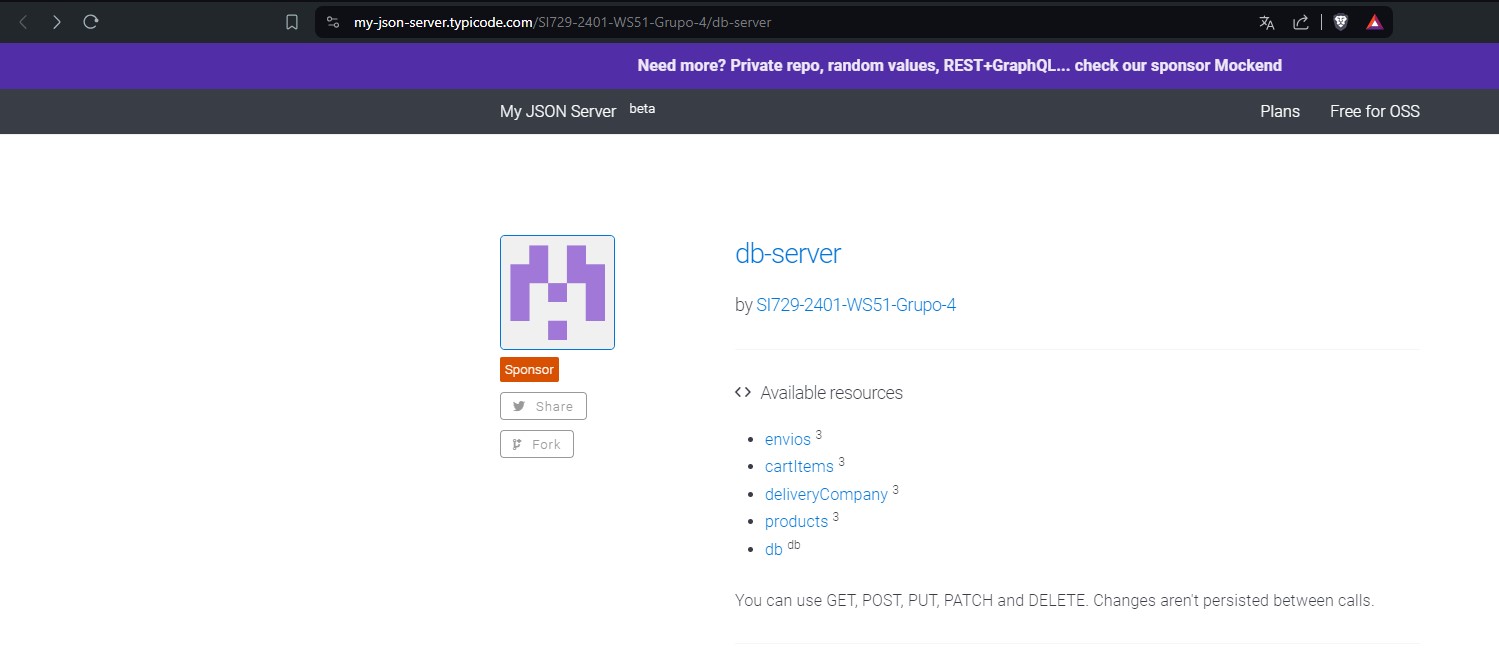 my-json-server.typicode.com/SI729-2401-WS51-Grupo-4/db-server
Need more? Private repo, random values, REST+GraphQL... check our sponsor Mockend
My JSON Server beta
Plans Free for OSS
db-server
by SI729-2401-WS51-Grupo-4
Sponsor
Share
Fork
<> Available resources
envios 3
cartItems 3
deliveryCompany 3
products 3
db db
You can use GET, POST, PUT, PATCH and DELETE. Changes aren't persisted between calls.